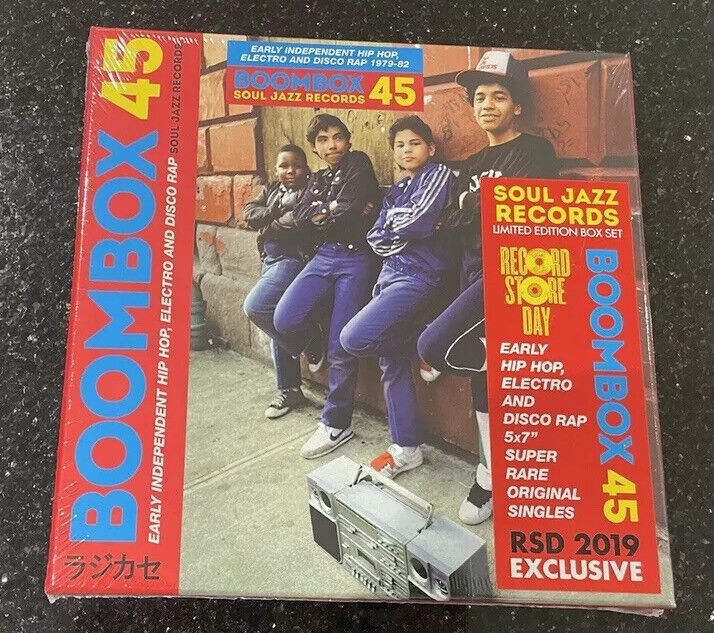 BOOMBOX 45
SOUL JAZZ RECORDS
EARLY INDEPENDENT HIP HOP, ELECTRO AND DISCO RAP
ラジカセ
EARLY INDEPENDENT HIP HOP,
ELECTRO AND DISCO RAP 1979-82
BOOMBOX 45
SOUL JAZZ RECORDS
SOUL JAZZ
RECORDS
LIMITED EDITION BOX SET
RECORD
STORE
DAY
EARLY
HIP HOP,
ELECTRO
AND
DISCO RAP
5x7”
SUPER
RARE
ORIGINAL
SINGLES
BOOMBOX 45
RSD 2019
EXCLUSIVE